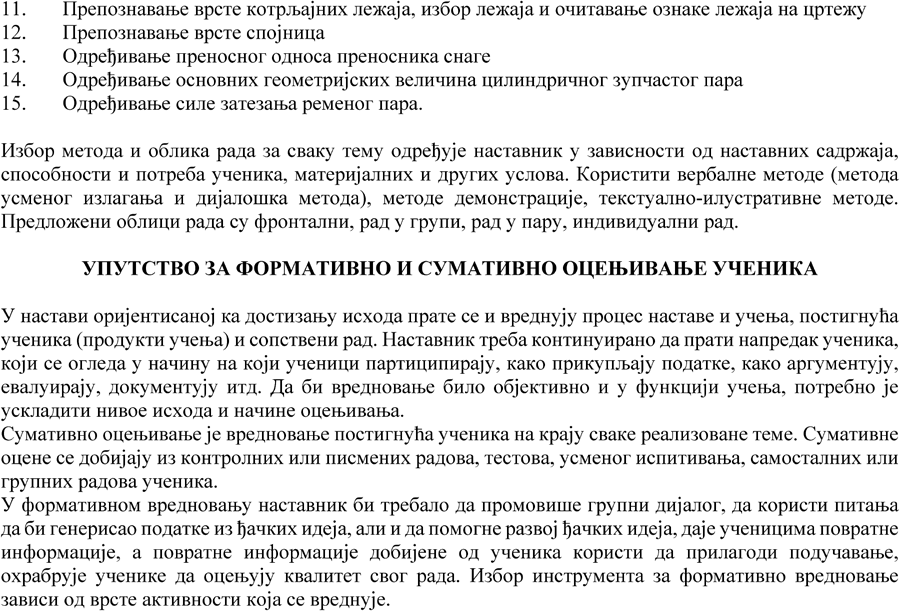 11. Препознавање врсте котрљајних лежаја, избор лежаја и очитавање ознаке лежаја на цртежу
12. Препознавање врсте спојница
13. Одређивање преносног односа преносника снаге
14. Одређивање основних геометријских величина цилиндричног зупчастог пара
15. Одређивање силе затезања ременог пара.
Избор метода и облика рада за сваку тему одређује наставник у зависности од наставних садржаја,
способности и потреба ученика, материјалних и других услова. Користити вербалне методе (метода
усменог излагања и дијалошка метода), методе демонстрације, текстуално-илустративне методе.
Предложени облици рада су фронтални, рад у групи, рад у пару, индивидуални рад.
УПУТСТВО ЗА ФОРМАТИВНО И СУМАТИВНО ОЦЕЊИВАЊЕ УЧЕНИКА
У настави оријентисаној ка достизању исхода прате се и вреднују процес наставе и учења, постигнућа
ученика (продукти учења) и сопствени рад. Наставник треба континуирано да прати напредак ученика,
који се огледа у начину на који ученици партиципирају, како прикупљају податке, како аргументују,
евалуирају, документују итд. Да би вредновање било објективно и у функцији учења, потребно је
ускладити нивое исхода и начине оцењивања.
Сумативно оцењивање је вредновање постигнућа ученика на крају сваке реализоване теме. Сумативне
оцене се добијају из контролних или писмених радова, тестова, усменог испитивања, самосталних или
групних радова ученика.
У формативном вредновању наставник би требало да промовише групни дијалог, да користи питања
да би генерисао податке из ђачких идеја, али и да помогне развој ђачких идеја, даје ученицима повратне
информације, а повратне информације добијене од ученика користи да прилагоди подучавање,
охрабрује ученике да оцењују квалитет свог рада. Избор инструмента за формативно вредновање
зависи од врсте активности која се вреднује.